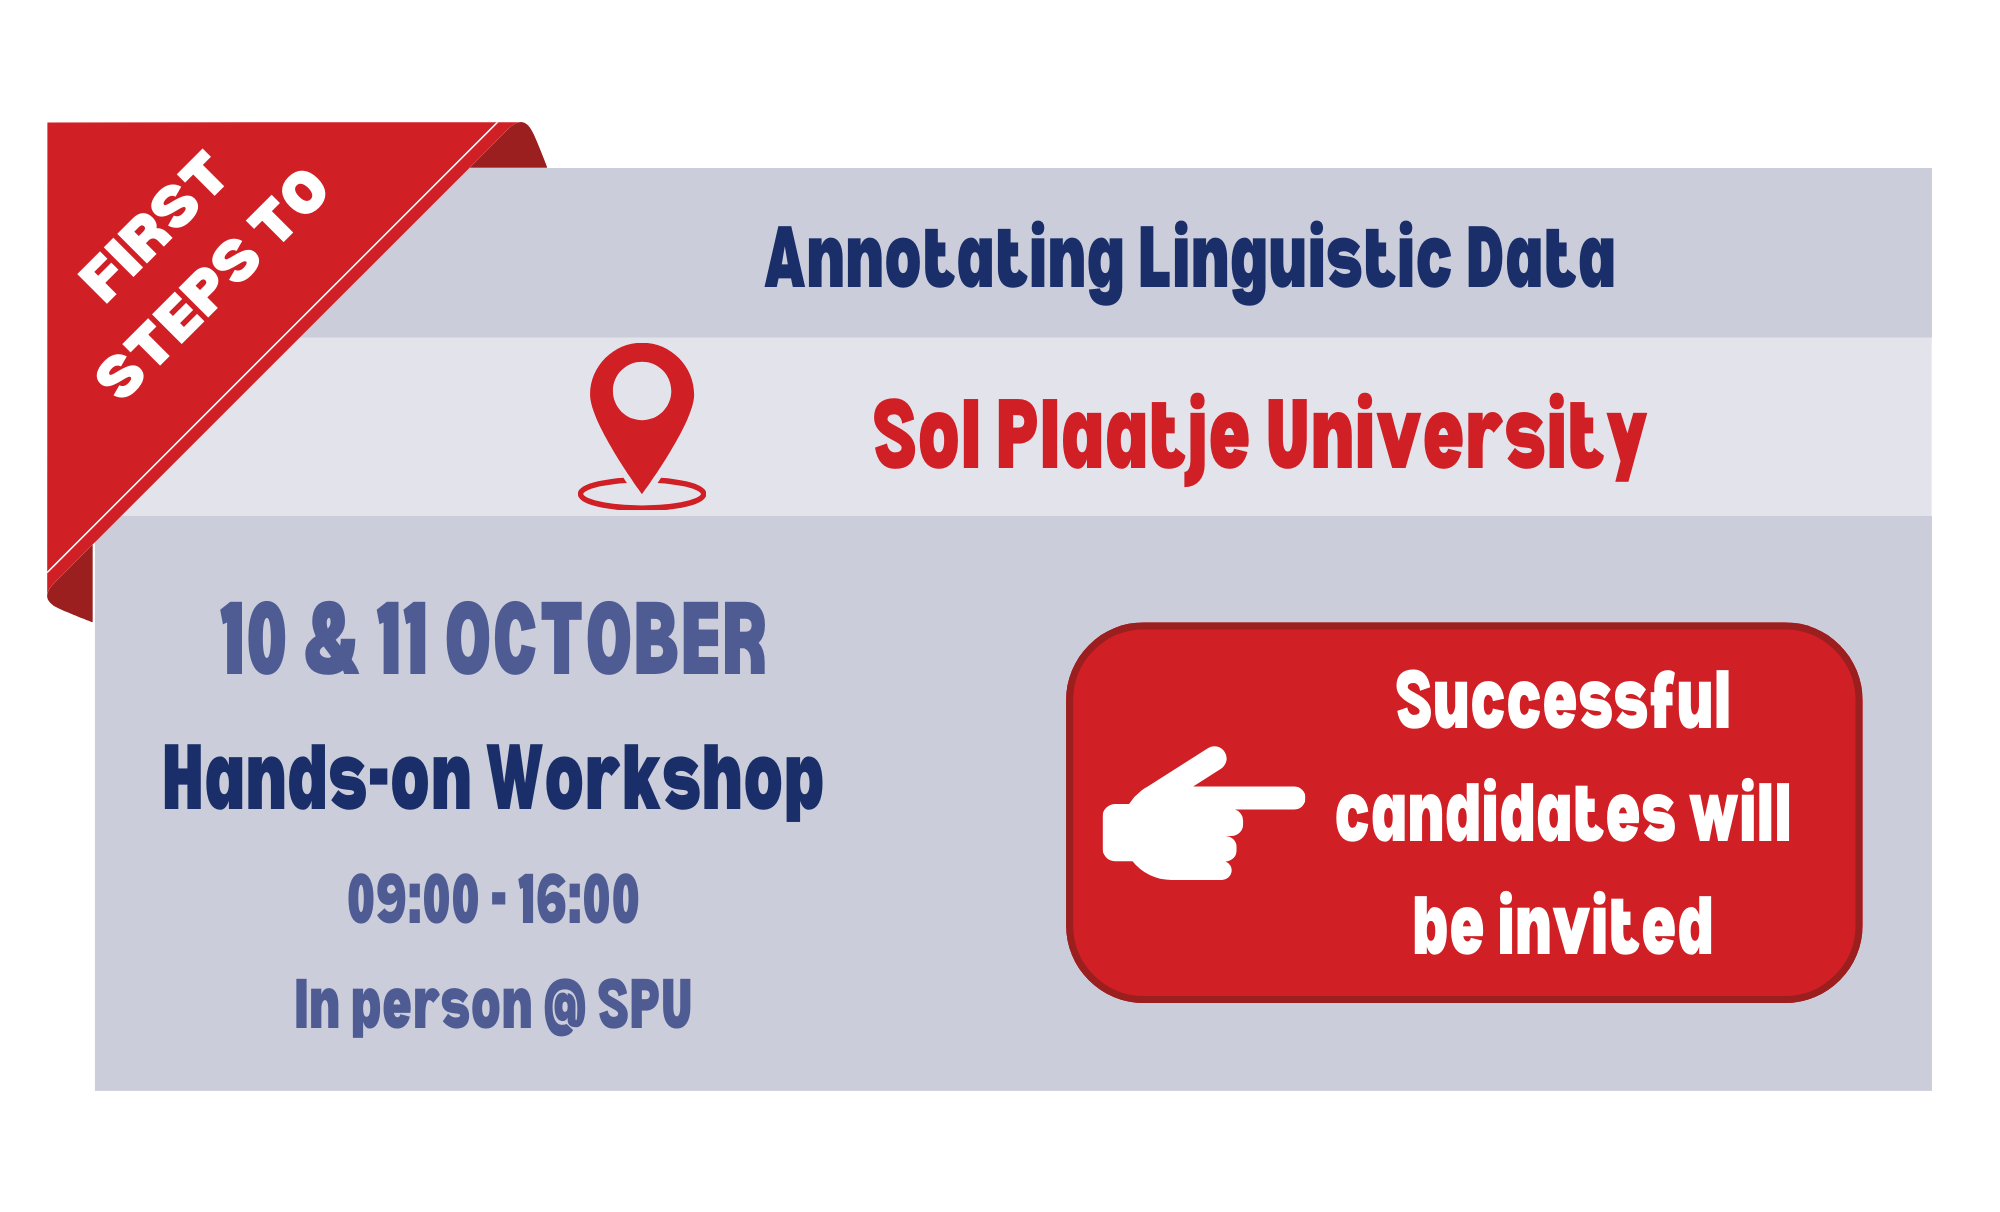 FIRST
STEPS TO
Annotating Linguistic Data
Sol Plaatje University
10 & 11 OCTOBER
Hands-on Workshop
09:00 - 16:00
In person @ SPU
Successful
candidates will
be invited